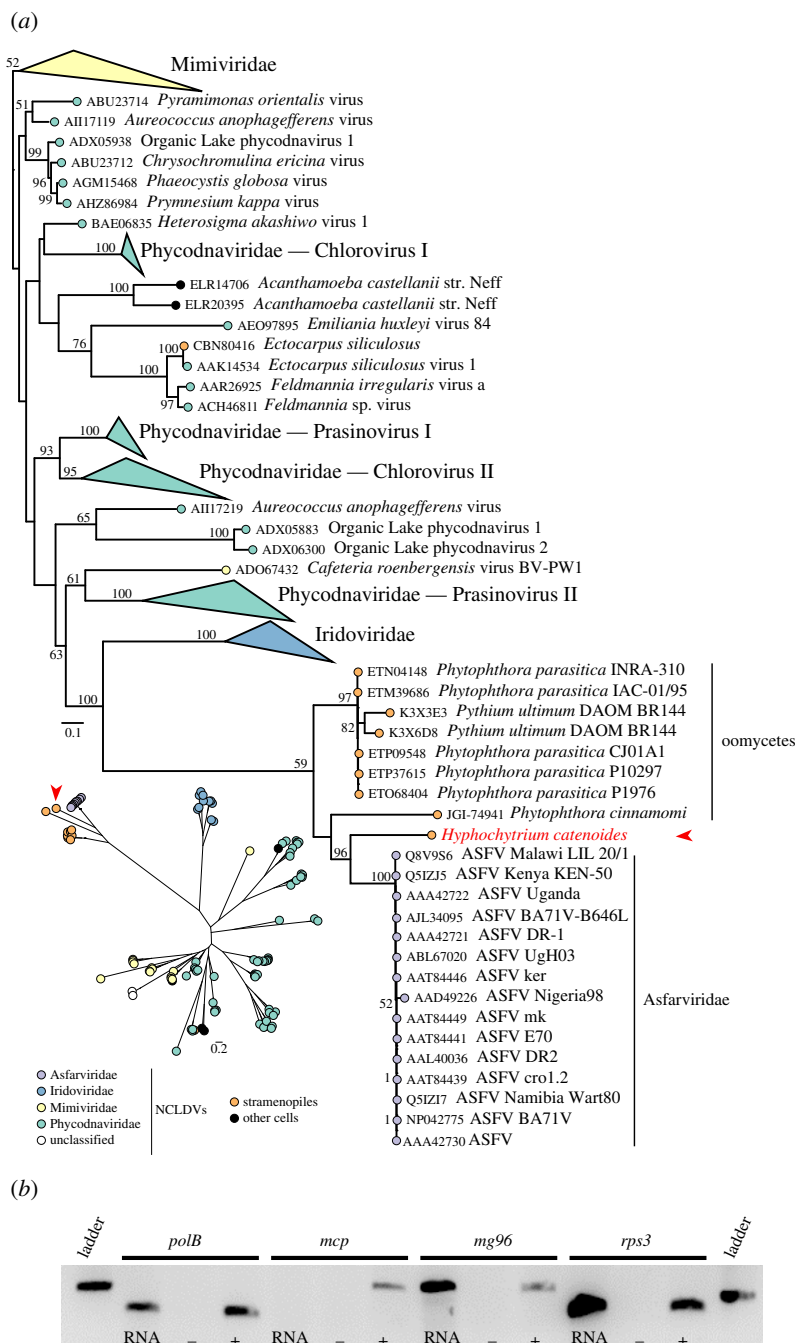 (a)
52
Mimiviridae
51
ABU23714 Pyramimonas orientalis virus
AII17119 Aureococcus anophagefferens virus
ADX05938 Organic Lake phycodnavirus 1
99
ABU23712 Chrysochromulina ericina virus
96
AGM15468 Phaeocystis globosa virus
99
AHZ86984 Prymnesium kappa virus
BAE06835 Heterosigma akashiwo virus 1
100
Phycodnaviridae — Chlorovirus I
100
ELR14706 Acanthamoeba castellanii str. Neff
ELR20395 Acanthamoeba castellanii str. Neff
AEO97895 Emiliania huxleyi virus 84
76
100
CBN80416 Ectocarpus siliculosus
100
AAK14534 Ectocarpus siliculosus virus 1
AAR26925 Feldmannia irregularis virus a
97
ACH46811 Feldmannia sp. virus
100
Phycodnaviridae — Prasinovirus I
93
95
Phycodnaviridae — Chlorovirus II
AII17219 Aureococcus anophagefferens virus
65
100
ADX05883 Organic Lake phycodnavirus 1
ADX06300 Organic Lake phycodnavirus 2
ADO67432 Cafeteria roenbergensis virus BV-PW1
61
100
Phycodnaviridae — Prasinovirus II
100
Iridoviridae
63
100
0.1
59
97
82
ETN04148 Phytophthora parasitica INRA-310
ETM39686 Phytophthora parasitica IAC-01/95
K3X3E3 Pythium ultimum DAOM BR144
K3X6D8 Pythium ultimum DAOM BR144
ETP09548 Phytophthora parasitica CJ01A1
ETP37615 Phytophthora parasitica P10297
ETO68404 Phytophthora parasitica P1976
oomycetes
JGI-74941 Phytophthora cinnamomi
Hyphochytrium catenoides
96
100
Q8V9S6 ASFV Malawi LIL 20/1
Q5IZJ5 ASFV Kenya KEN-50
AAA42722 ASFV Uganda
AJL34095 ASFV BA71V-B646L
AAA42721 ASFV DR-1
ABL67020 ASFV UgH03
AAT84446 ASFV ker
52
AAD49226 ASFV Nigeria98
AAT84449 ASFV mk
AAT84441 ASFV E70
AAL40036 ASFV DR2
1
AAT84439 ASFV cro1.2
Q5IZI7 ASFV Namibia Wart80
1
NP042775 ASFV BA71V
AAA42730 ASFV
Asfarviridae
0.2
Asfarviridae
Iridoviridae
Mimiviridae
Phycodnaviridae
unclassified
NCLDVs
stramenopiles
other cells
(b)
ladder polB mcp mg96 rps3 ladder
RNA – + RNA – + RNA – + RNA – +